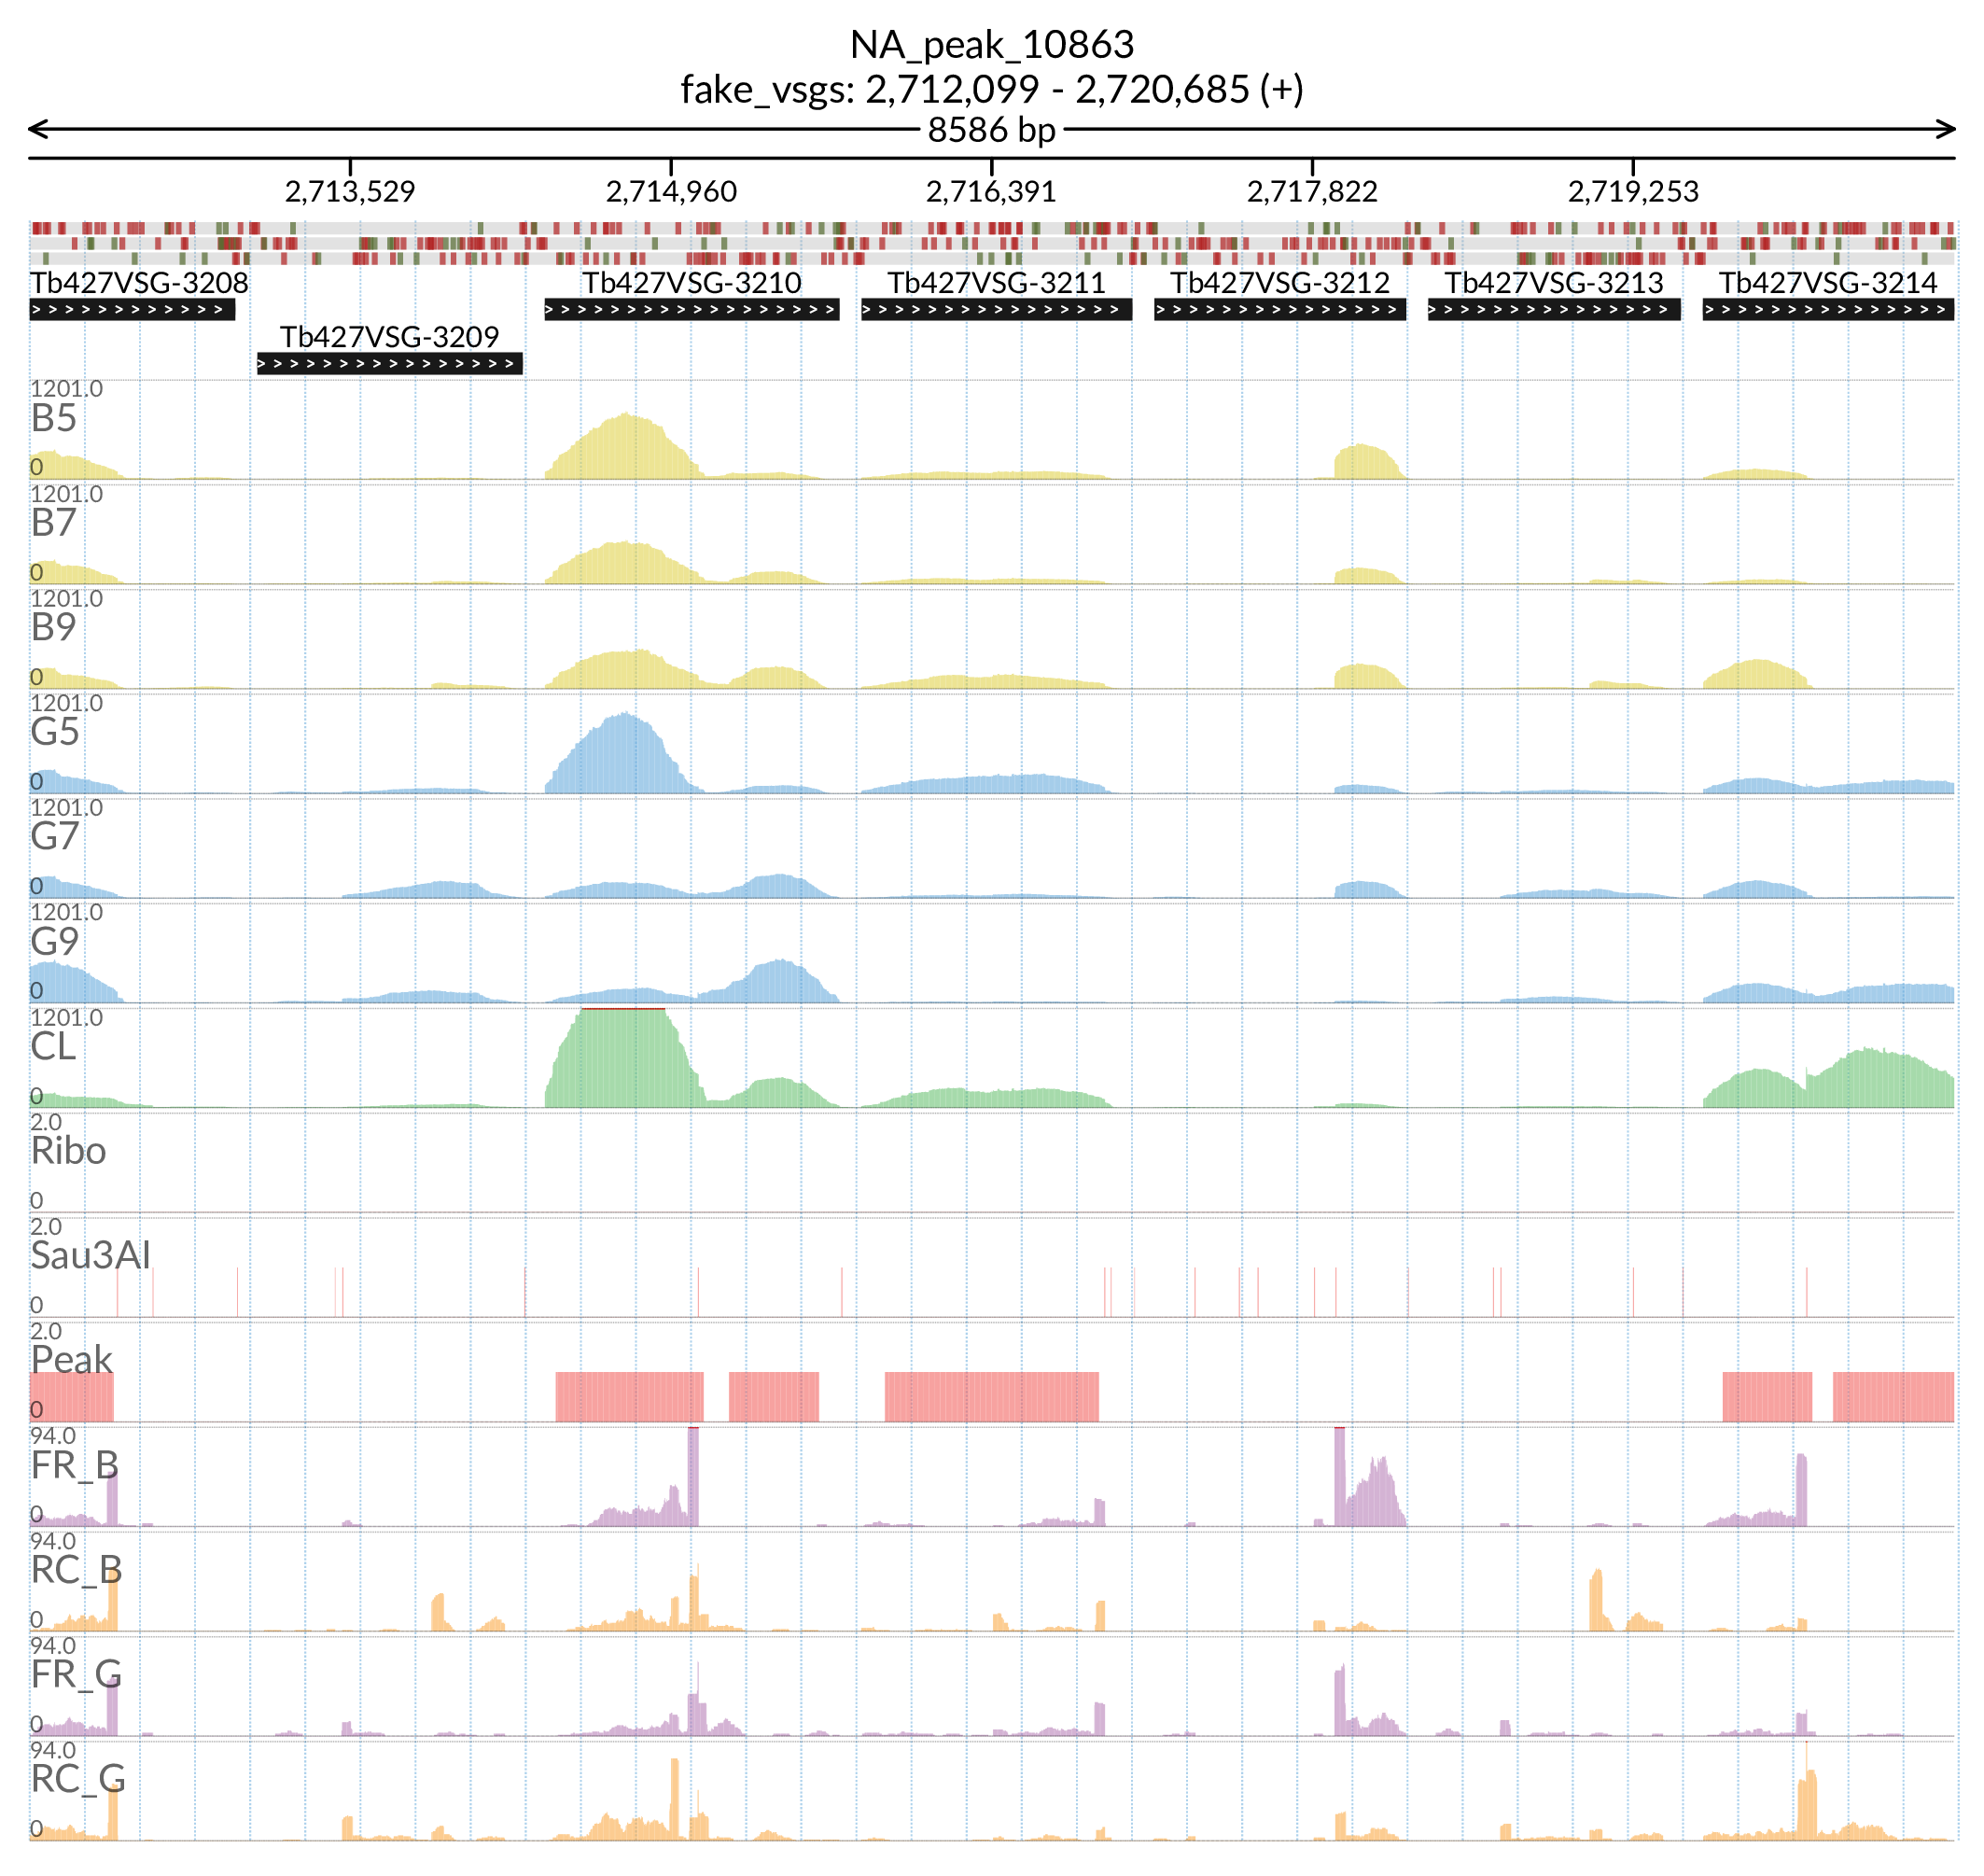 NA_peak_10863
fake_vsgs: 2,712,099 - 2,720,685 (+)
8586 bp
2,713,529 2,714,960 2,716,391 2,717,822 2,719,253
Tb427VSG-3208 Tb427VSG-3210 Tb427VSG-3211 Tb427VSG-3212 Tb427VSG-3213 Tb427VSG-3214
Tb427VSG-3209
1201.0
B5
0
1201.0
B7
0
1201.0
B9
0
1201.0
G5
0
1201.0
G7
0
1201.0
G9
0
1201.0
CL
0
2.0
Ribo
0
2.0
Sau3AI
0
2.0
Peak
0
94.0
FR_B
0
94.0
RC_B
0
94.0
FR_G
0
94.0
RC_G
0